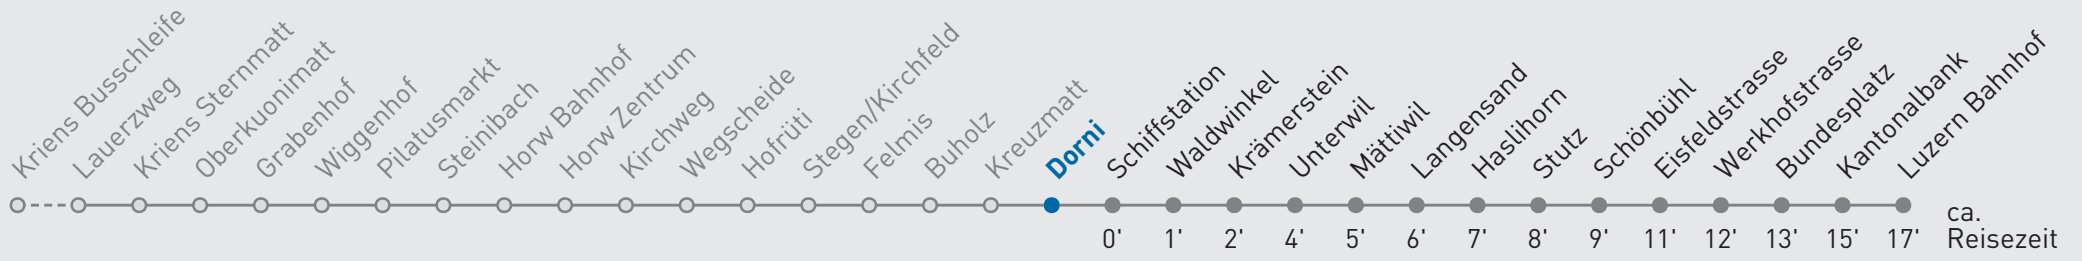 Kriens Busschleife
Lauerzweg
Kriens Sternmatt
Oberkuonimatt
Grabenhof
Wiggenhof
Pilatusmarkt
Steinibach
Horw Bahnhof
Horw Zentrum
Kirchweg
Wegscheide
Hofrüti
Stegen/Kirchfeld
Felmis
Buholz
Kreuzmatt
Dorni
Schiffstation
Waldwinkel
Krämerstein
Unterwil
Mättiwil
Langensand
Haslihorn
Stutz
Schönbühl
Eisfeldstrasse
Werkhofstrasse
Bundesplatz
Kantonalbank
Luzern Bahnhof
0' 1' 2' 4' 5' 6' 7' 8' 9' 11' 12' 13' 15' 17'
ca.
Reisezeit